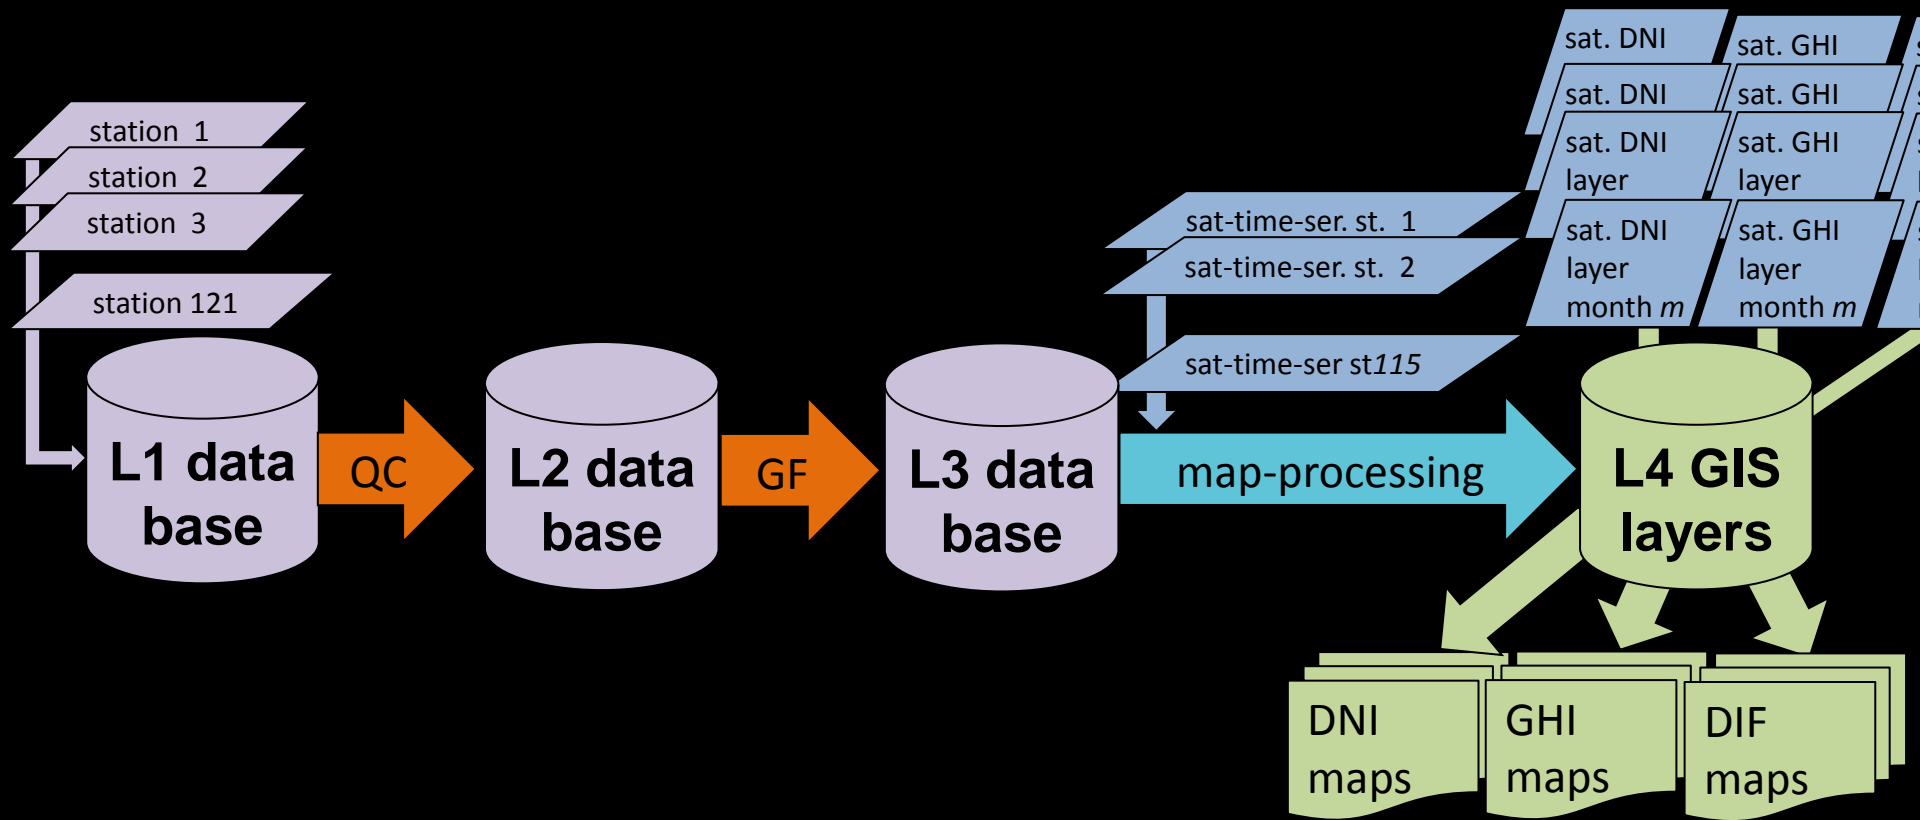 station 1
station 2
station 3
station 121
L1 data
base
QC
L2 data
base
GF
L3 data
base
sat-time-ser. st. 1
sat-time-ser. st. 2
sat-time-ser st115
map-processing
sat. DNI
sat. DNI
sat. DNI
layer
sat. DNI
layer
month m
sat. GHI
sat. GHI
sat. GHI
layer
sat. GHI
layer
month m
L4 GIS
layers
DNI
maps
GHI
maps
DIF
maps